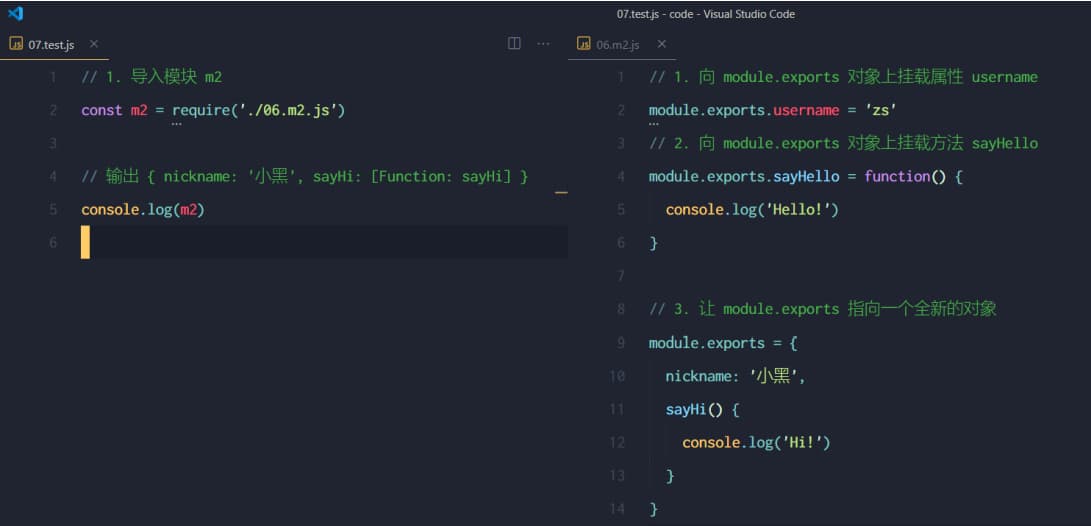 07.test.js - code - Visual Studio Code
07.test.js
1 // 1. 导入模块 m2
2 const m2 = require('./06.m2.js')
3
4 // 输出 { nickname: '小黑', sayHi: [Function: sayHi] }
5 console.log(m2)
6
06.m2.js
1 // 1. 向 module.exports 对象上挂载属性 username
2 module.exports.username = 'zs'
3 // 2. 向 module.exports 对象上挂载方法 sayHello
4 module.exports.sayHello = function() {
5 console.log('Hello!')
6 }
7
8 // 3. 让 module.exports 指向一个全新的对象
9 module.exports = {
10 nickname: '小黑',
11 sayHi() {
12 console.log('Hi!')
13 }
14 }